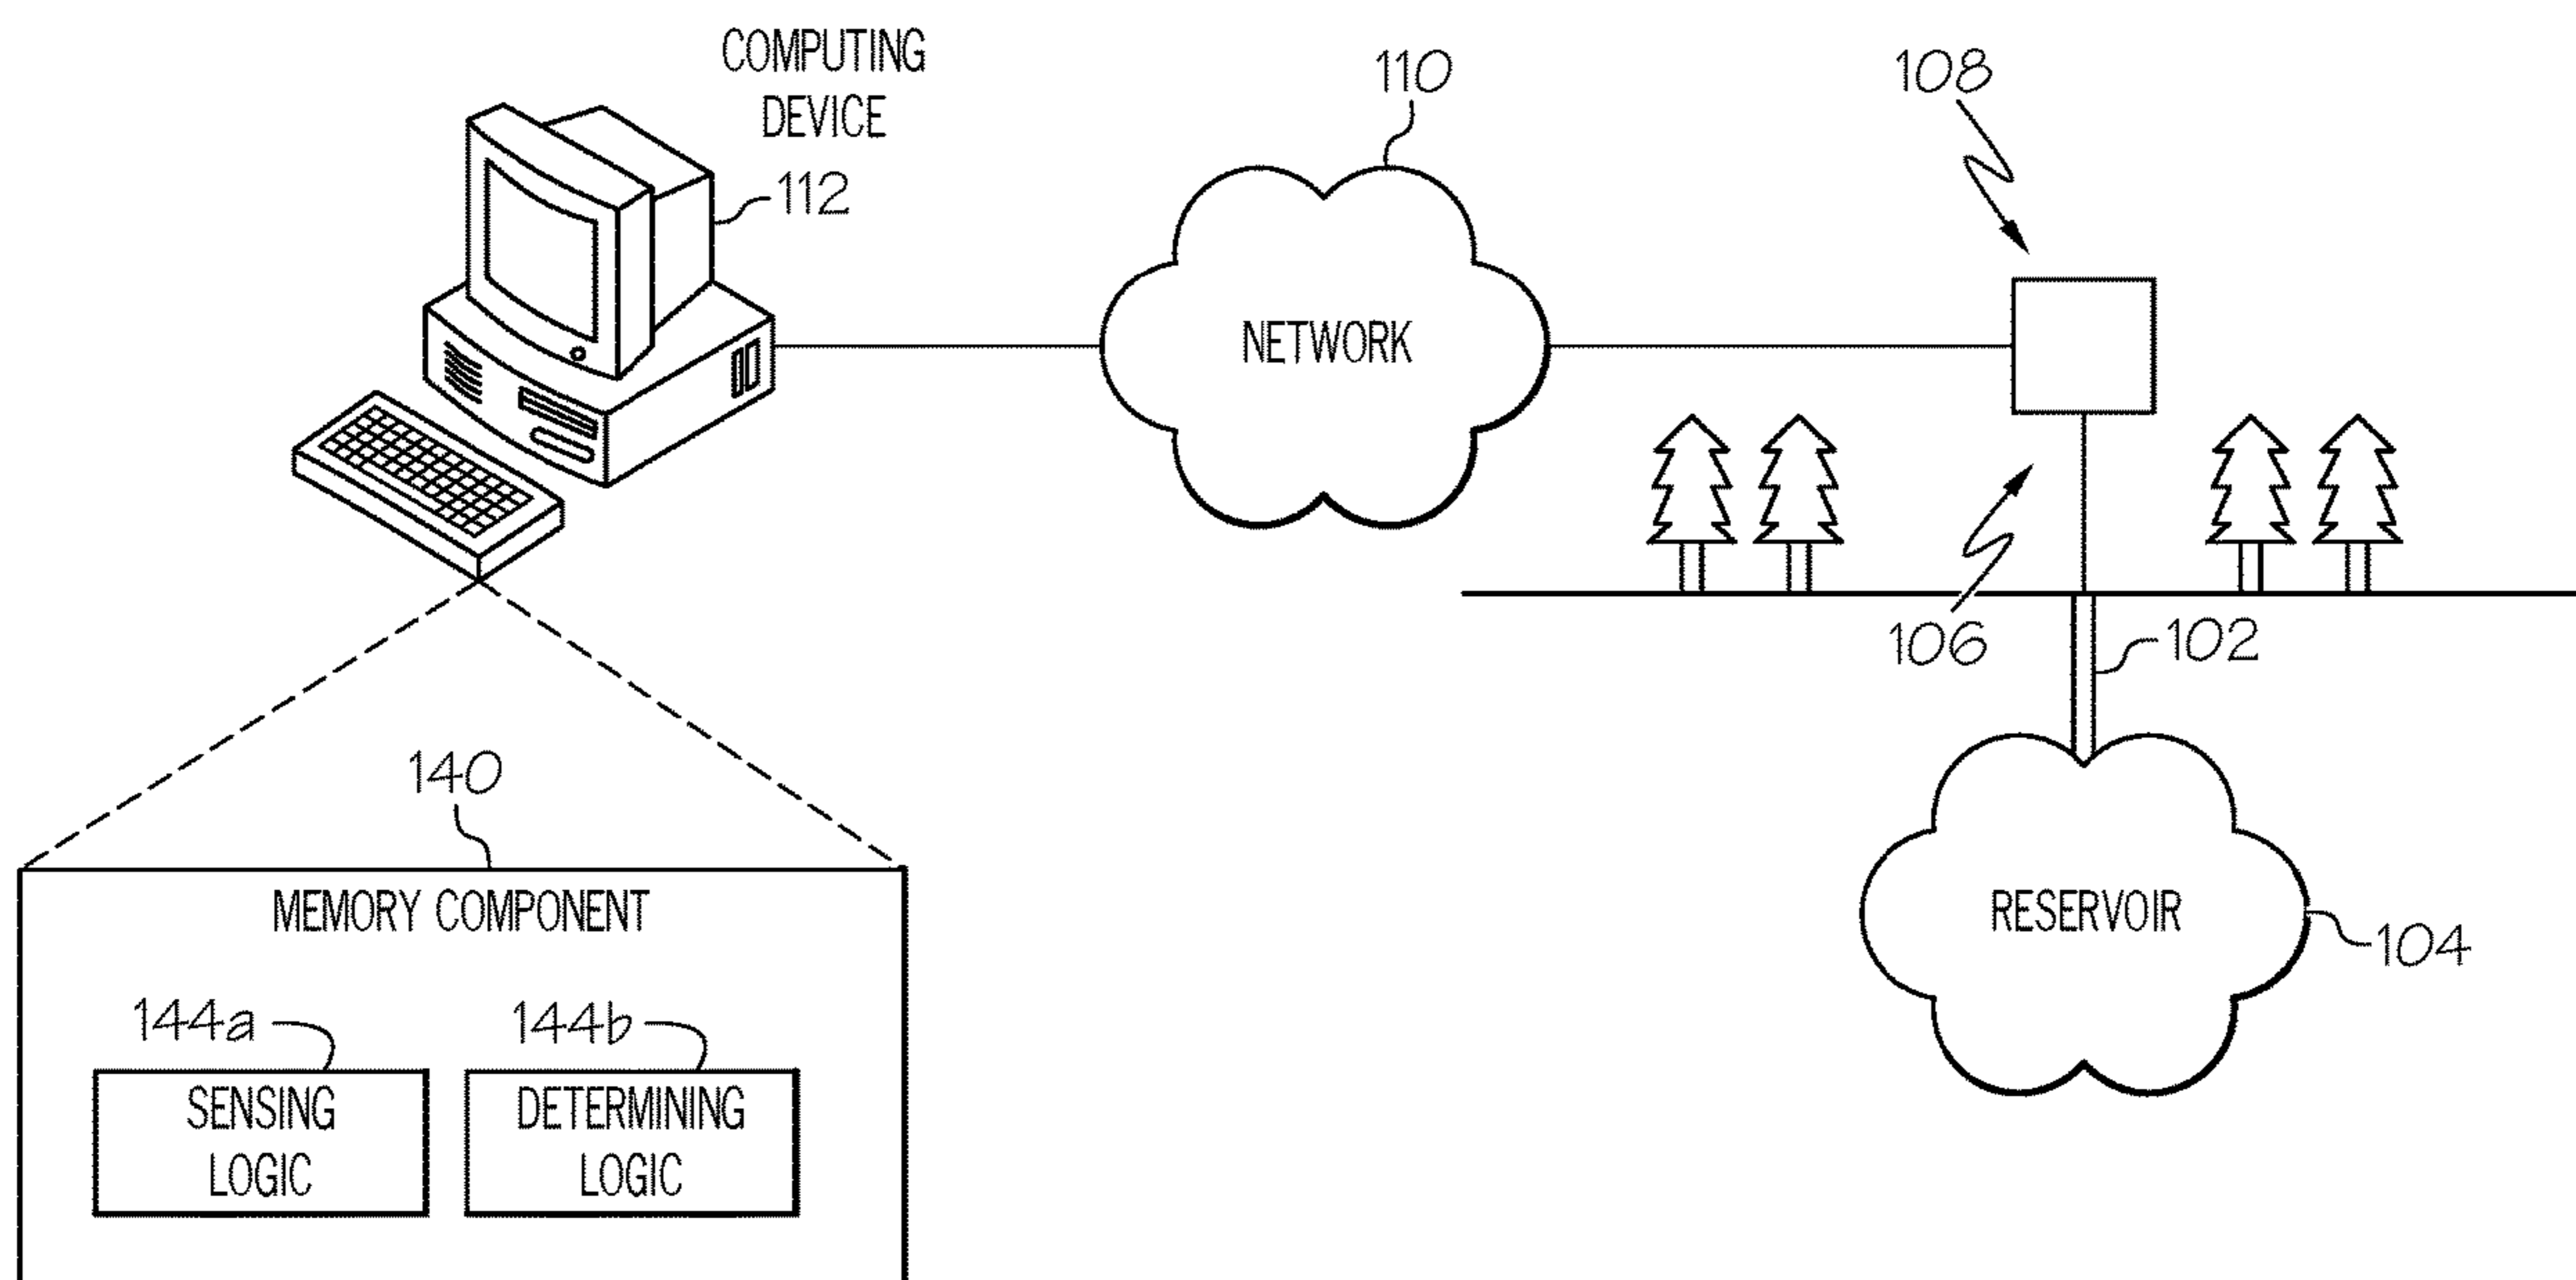 COMPUTING
DEVICE
112
110
108
NETWORK
106
102
140
MEMORY COMPONENT
RESERVOIR
104
144a
144b
SENSING
LOGIC
DETERMINING
LOGIC